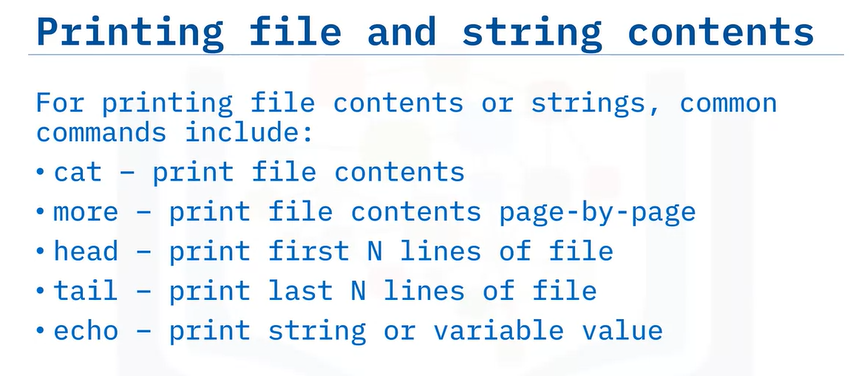 Printing file and string contents
For printing file contents or strings, common
commands include:
• cat – print file contents
• more – print file contents page-by-page
• head – print first N lines of file
• tail – print last N lines of file
• echo – print string or variable value